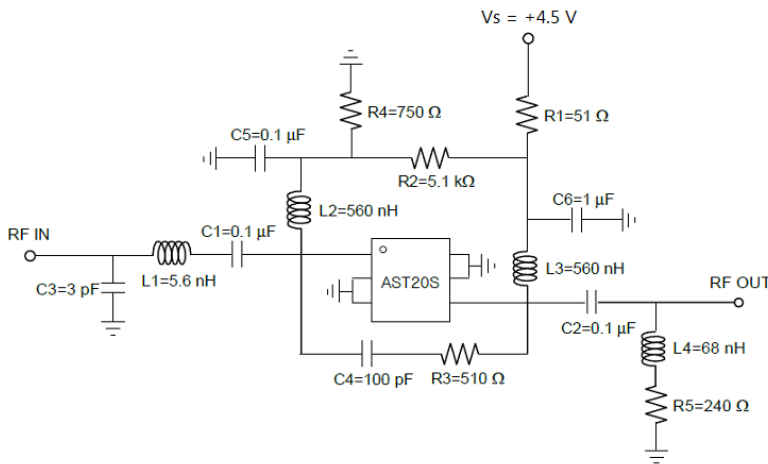 Vs = +4.5 V
R4=750 Ω
R1=51 Ω
C5=0.1 µF
R2=5.1 kΩ
C6=1 µF
L2=560 nH
RF IN
C1=0.1 µF
L3=560 nH
AST20S
RF OUT
C3=3 pF
L1=5.6 nH
C2=0.1 µF
L4=68 nH
C4=100 pF
R3=510 Ω
R5=240 Ω